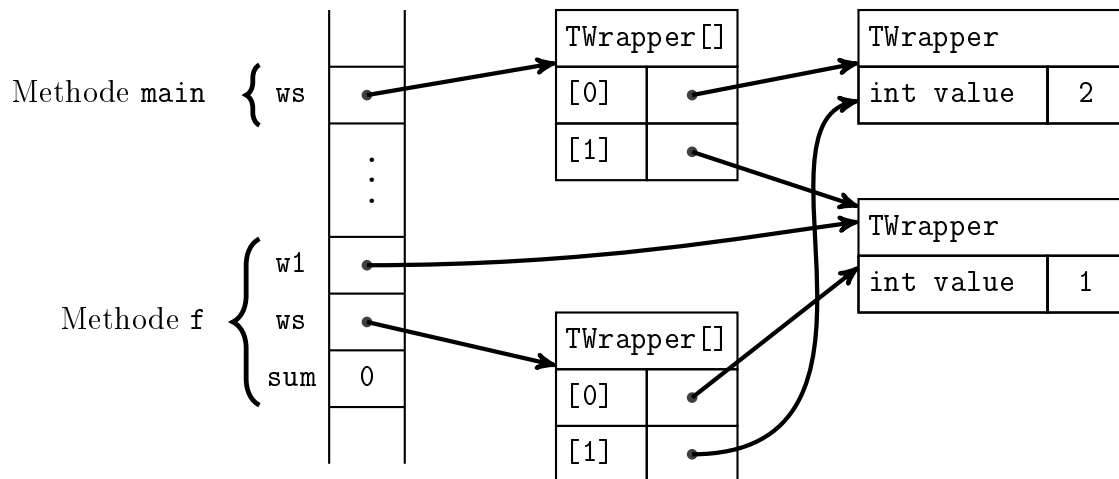 TWrapper[]
TWrapper
Methode main
ws
[0]
int value
2
[1]
TWrapper
w1
int value
1
Methode f
ws
TWrapper[]
sum
0
[0]
[1]